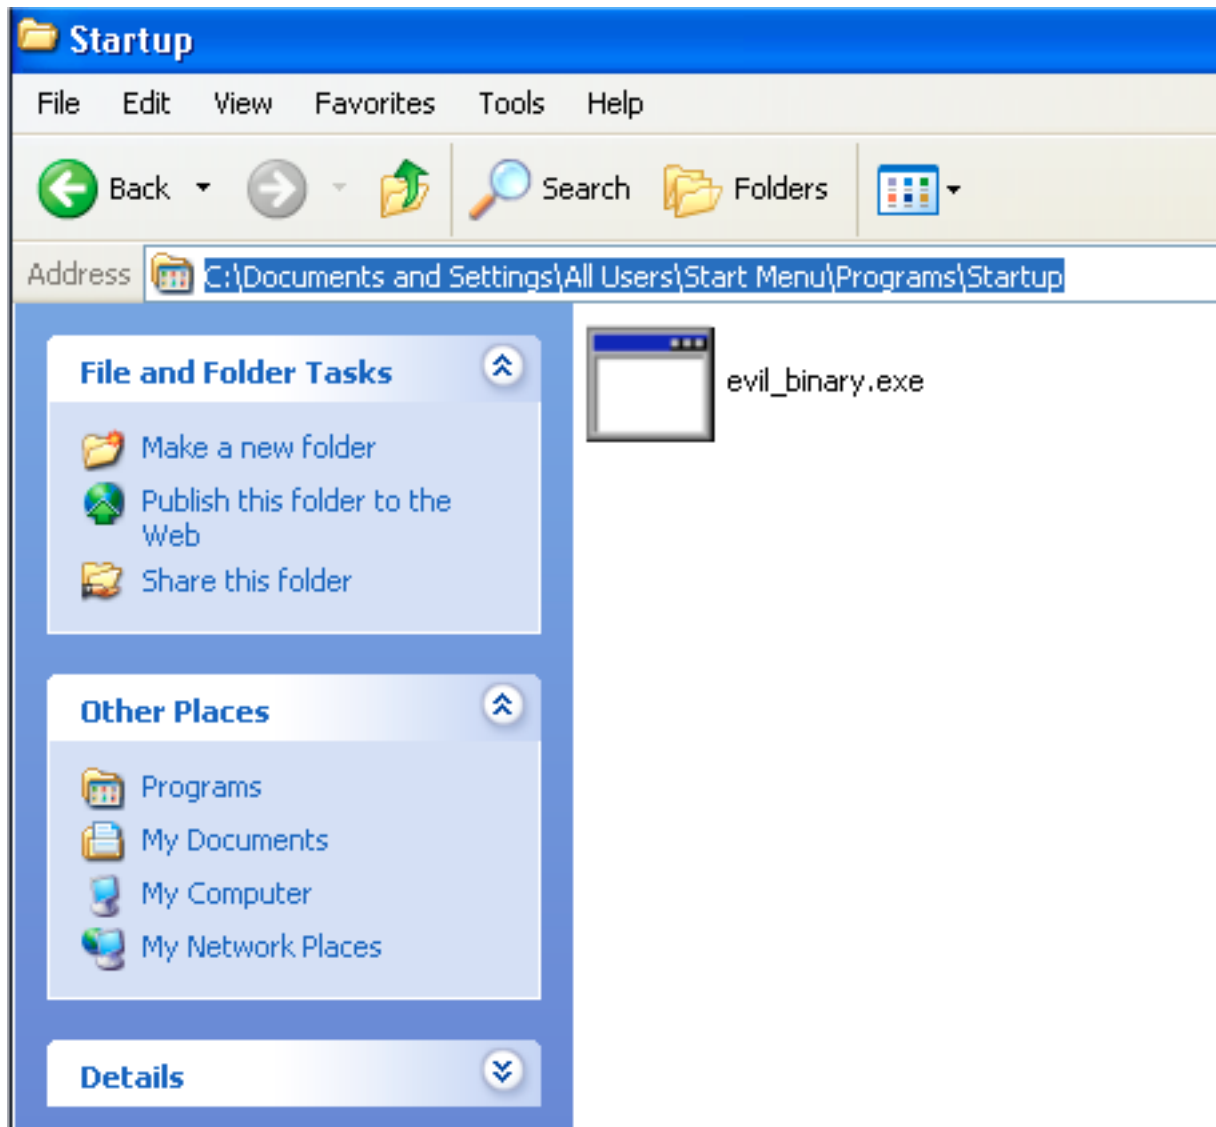 Startup
File Edit View Favorites Tools Help
Back Search Folders
Address C:\Documents and Settings\All Users\Start Menu\Programs\Startup
File and Folder Tasks
Make a new folder
Publish this folder to the
Web
Share this folder
Other Places
Programs
My Documents
My Computer
My Network Places
Details
evil_binary.exe